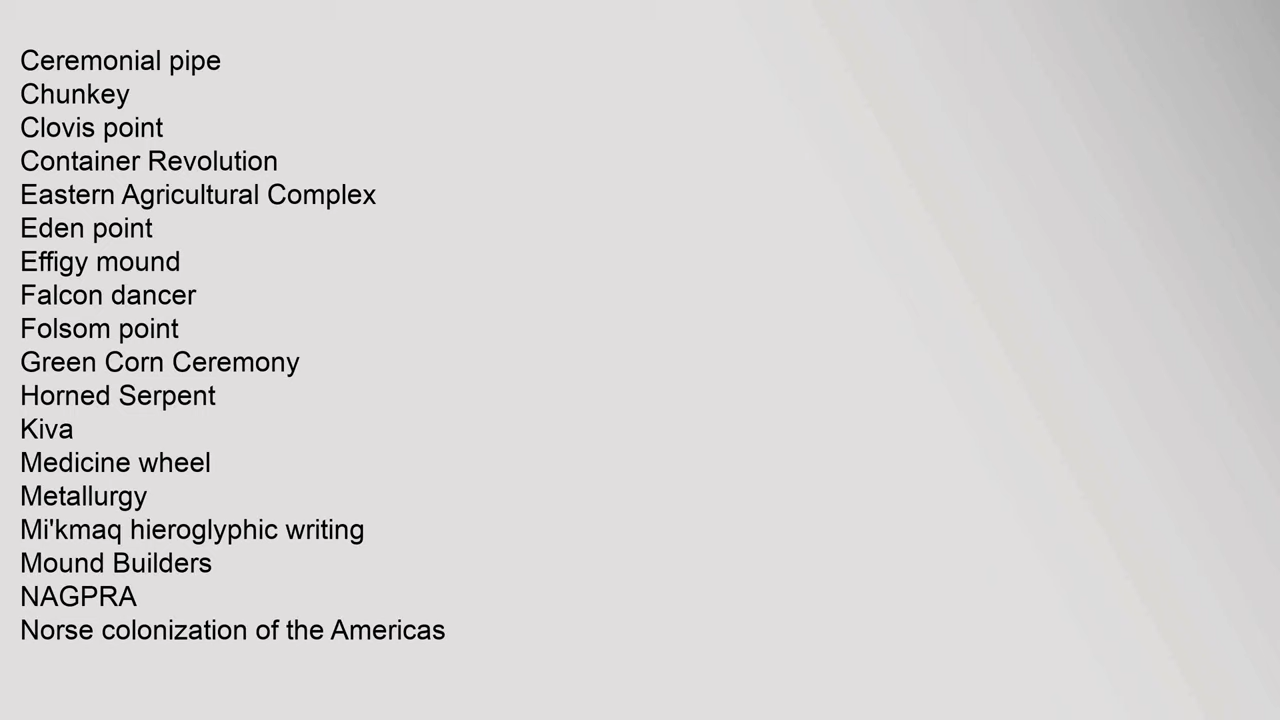 Ceremonial pipe
Chunkey
Clovis point
Container Revolution
Eastern Agricultural Complex
Eden point
Effigy mound
Falcon dancer
Folsom point
Green Corn Ceremony
Horned Serpent
Kiva
Medicine wheel
Metallurgy
Mi'kmaq hieroglyphic writing
Mound Builders
NAGPRA
Norse colonization of the Americas